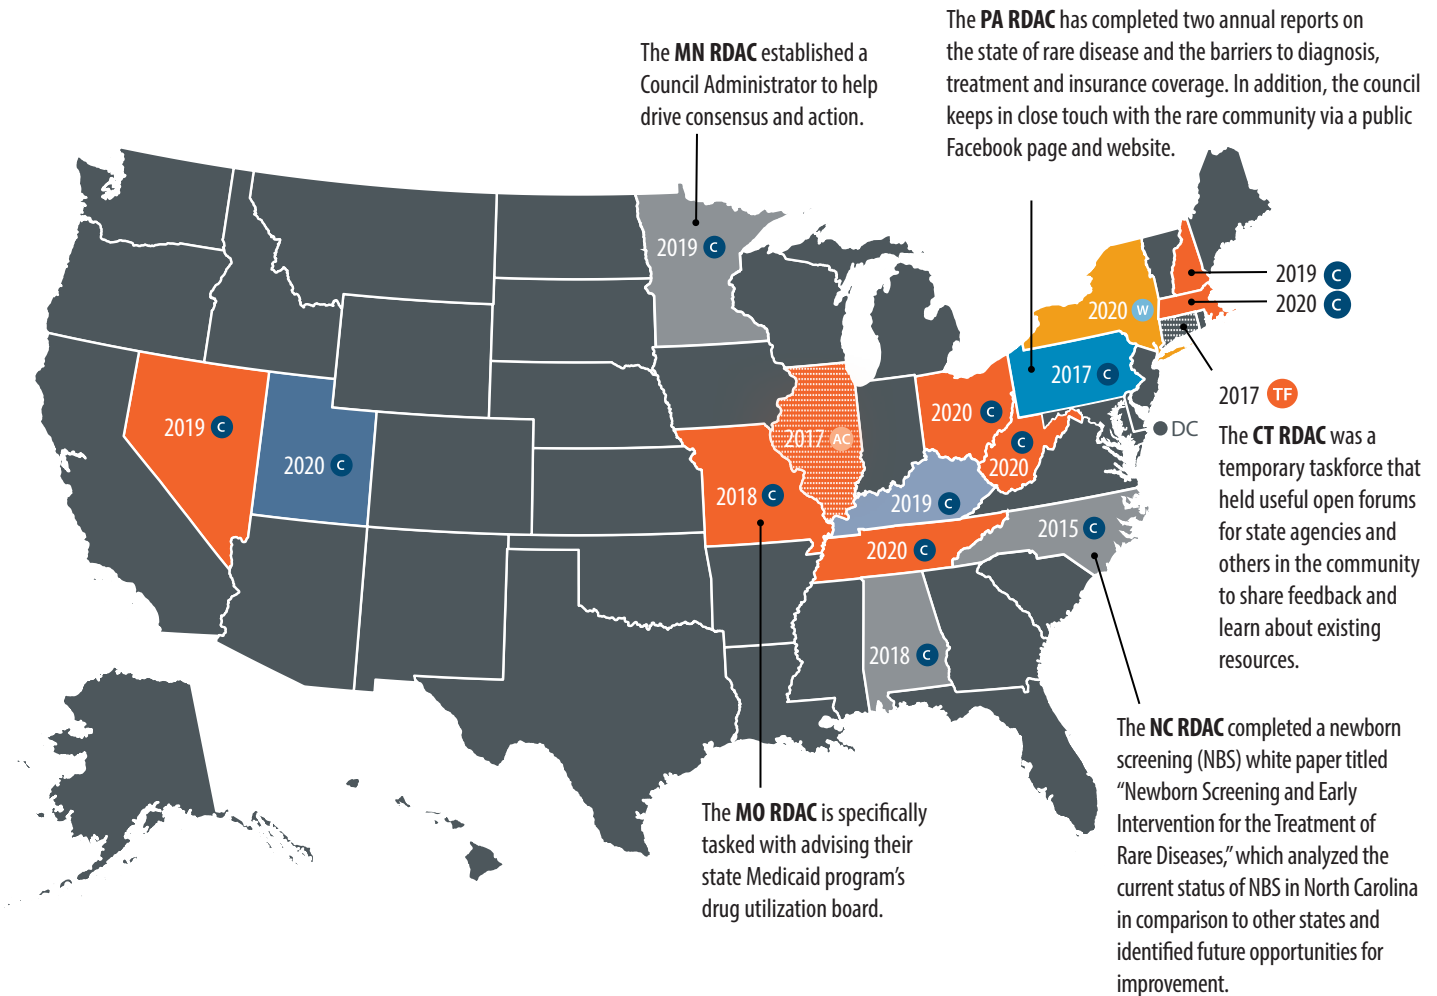 The PA RDAC has completed two annual reports on
the state of rare disease and the barriers to diagnosis,
treatment and insurance coverage. In addition, the council
keeps in close touch with the rare community via a public
Facebook page and website.
The MN RDAC established a
Council Administrator to help
drive consensus and action.
2019 C
2019 C
2020 C
2020 W
2017 C
2017 TF
DC
The CT RDAC was a
temporary taskforce that
held useful open forums
for state agencies and
others in the community
to share feedback and
learn about existing
resources.
2019 C
2020 C
2017 AC
2020 C
C
2020
2018 C
2019 C
2015 C
2020 C
2018 C
The NC RDAC completed a newborn
screening (NBS) white paper titled
“Newborn Screening and Early
Intervention for the Treatment of
Rare Diseases,” which analyzed the
current status of NBS in North Carolina
in comparison to other states and
identified future opportunities for
improvement.
The MO RDAC is specifically
tasked with advising their
state Medicaid program’s
drug utilization board.